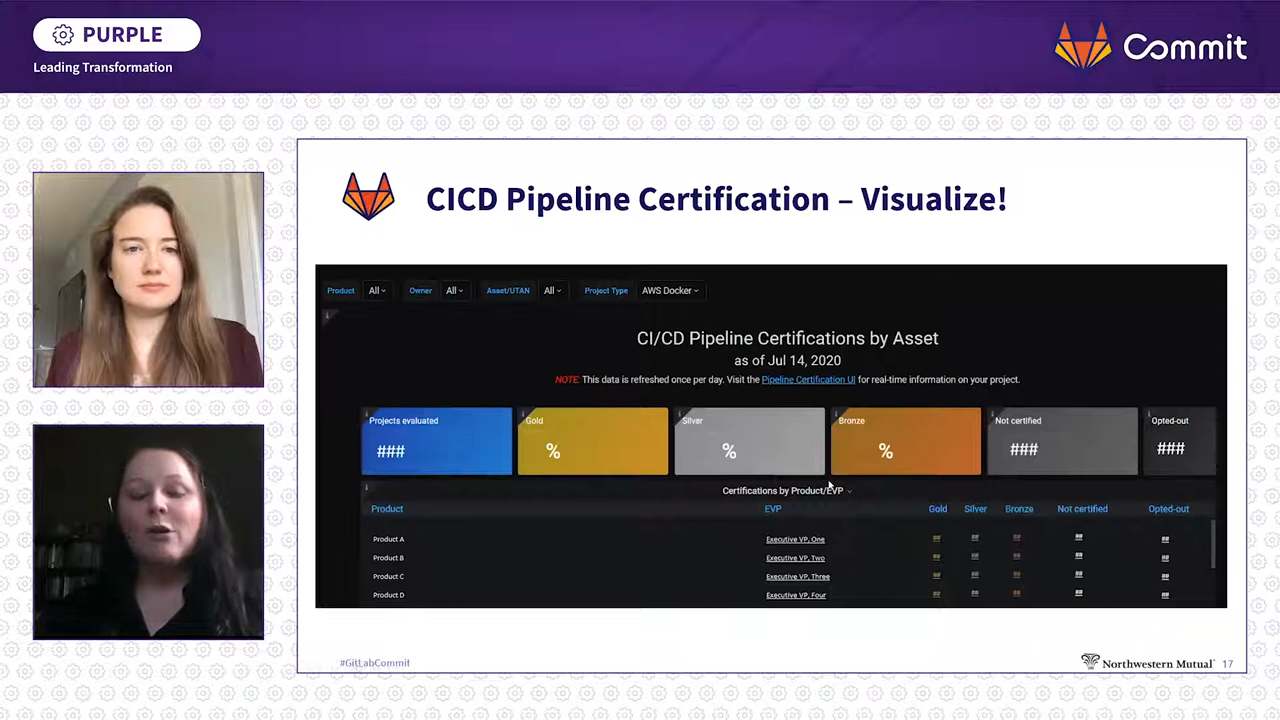 PURPLE
Leading Transformation
Commit
CICD Pipeline Certification – Visualize!
Product All Owner All Asset/UTAN All Project Type AWS Docker
CI/CD Pipeline Certifications by Asset
as of Jul 14, 2020
NOTE: This data is refreshed once per day. Visit the Pipeline Certification UI for real-time information on your project.
Projects evaluated Gold Silver Bronze Not certified Opted-out
### % % % ### ###
Certifications by Product/EVP
Product EVP Gold Silver Bronze Not certified Opted-out
Product A Executive VP, One ## ## ## ## ##
Product B Executive VP, Two ## ## ## ## ##
Product C Executive VP, Three ## ## ## ## ##
Product D Executive VP, Four ## ## ## ## ##
#GitLabCommit Northwestern Mutual® 17